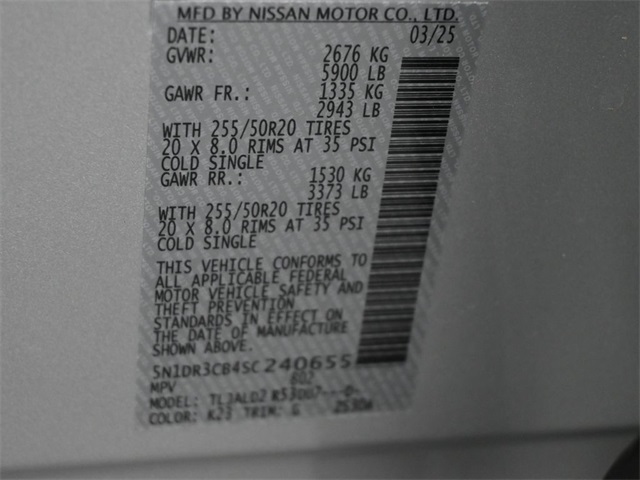 MFD BY NISSAN MOTOR CO., LTD.
DATE: 03/25
GVWR: 2676 KG
5900 LB
GAWR FR.: 1335 KG
2943 LB
WITH 255/50R20 TIRES
20 X 8.0 RIMS AT 35 PSI
COLD SINGLE
GAWR RR.: 1530 KG
3373 LB
WITH 255/50R20 TIRES
20 X 8.0 RIMS AT 35 PSI
COLD SINGLE
THIS VEHICLE CONFORMS TO
ALL APPLICABLE FEDERAL
MOTOR VEHICLE SAFETY AND
THEFT PREVENTION
STANDARDS IN EFFECT ON
THE DATE OF MANUFACTURE
SHOWN ABOVE.
5N1DR3CB4SC240655
MPV 602
MODEL:
COLOR: K23 TRIM: G